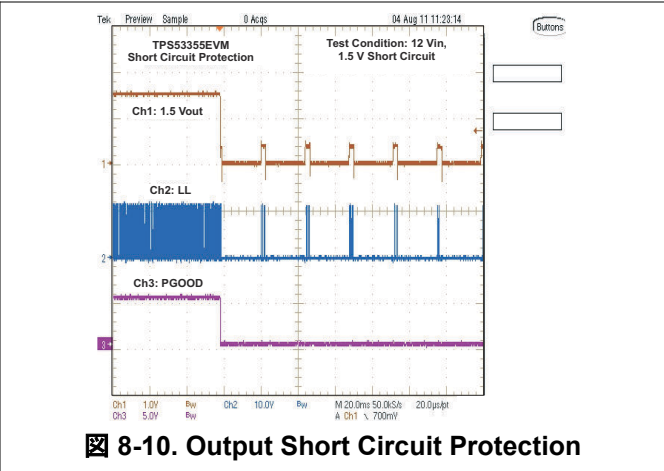 Tek Preview Sample 0 Acqs 04 Aug 11 11:23:14
Buttons
TPS53355EVM
Short Circuit Protection
Test Condition: 12 Vin,
1.5 V Short Circuit
Ch1: 1.5 Vout
1
Ch2: LL
2
Ch3: PGOOD
3
Ch1 1.0V Bw Ch2 10.0V Bw M 20.0ms 50.0kS/s 20.0µs/pt
Ch3 5.0V Bw A Ch1 \ 700mV
図 8-10. Output Short Circuit Protection